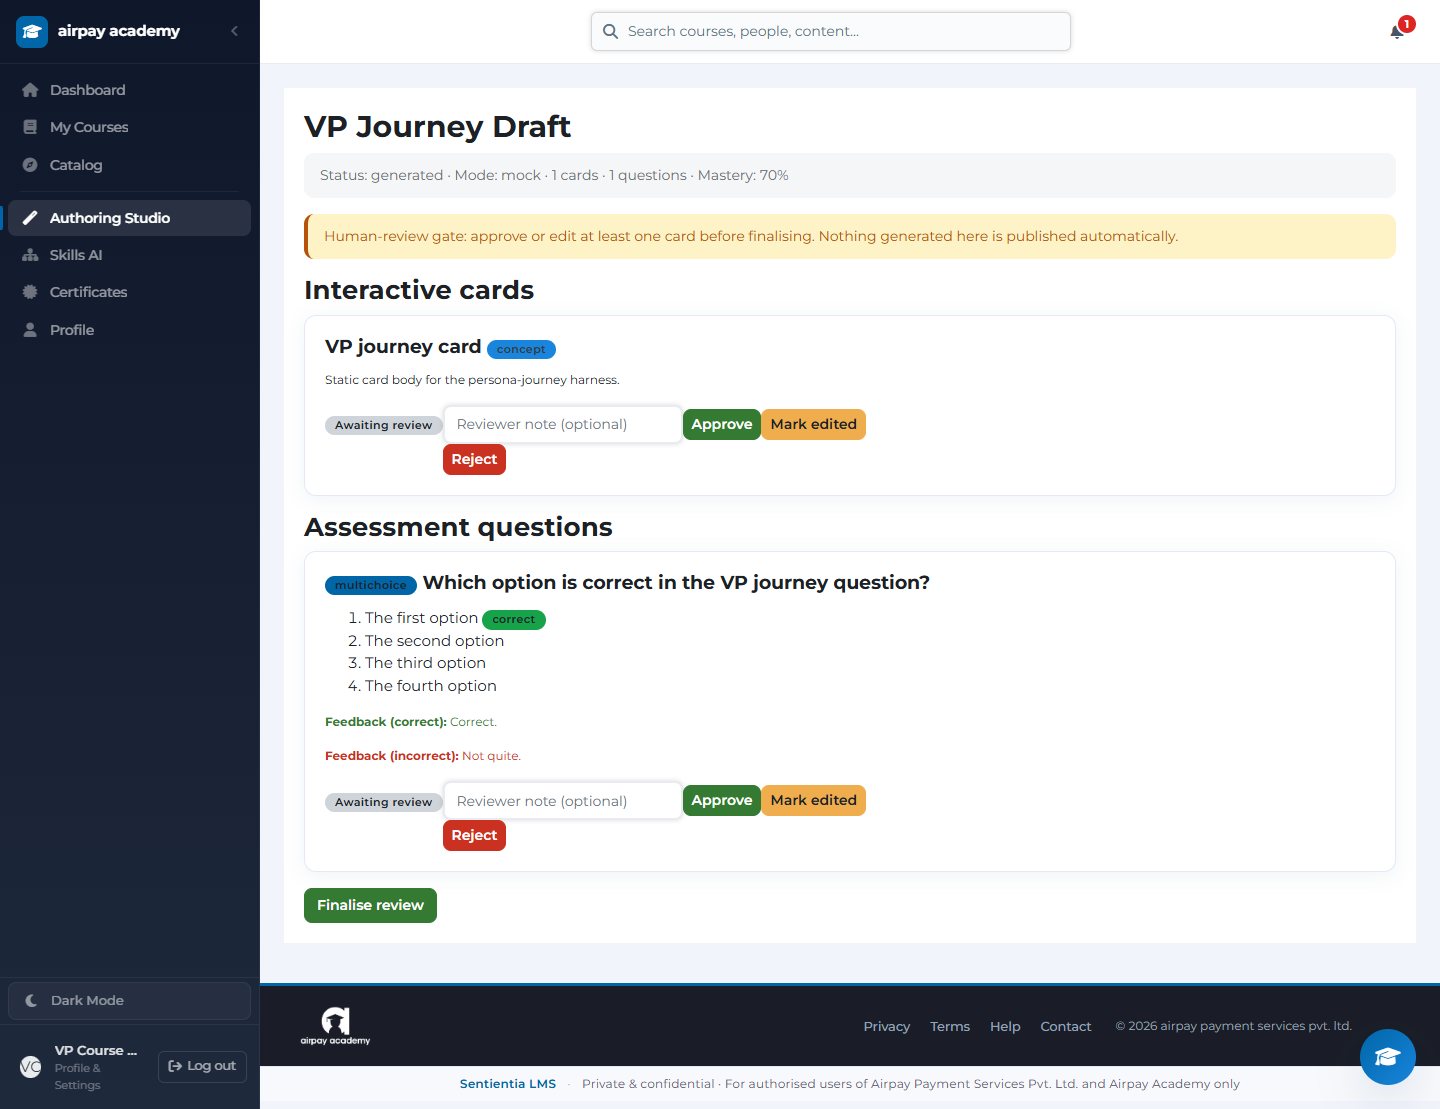 airpay academy
Search courses, people, content...
1
Dashboard
My Courses
Catalog
Authoring Studio
Skills AI
Certificates
Profile
VP Journey Draft
Status: generated · Mode: mock · 1 cards · 1 questions · Mastery: 70%
Human-review gate: approve or edit at least one card before finalising. Nothing generated here is published automatically.
Interactive cards
VP journey card concept
Static card body for the persona-journey harness.
Awaiting review Reviewer note (optional) Approve Mark edited
Reject
Assessment questions
multichoice Which option is correct in the VP journey question?
1. The first option correct
2. The second option
3. The third option
4. The fourth option
Feedback (correct): Correct.
Feedback (incorrect): Not quite.
Awaiting review Reviewer note (optional) Approve Mark edited
Reject
Finalise review
Dark Mode
VC
VP Course ...
Profile &
Settings
Log out
airpay academy
Privacy Terms Help Contact © 2026 airpay payment services pvt. ltd.
Sentientia LMS · Private & confidential · For authorised users of Airpay Payment Services Pvt. Ltd. and Airpay Academy only